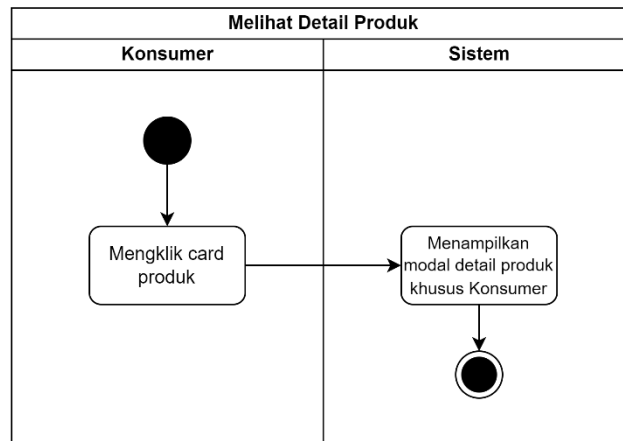 Melihat Detail Produk
Konsumer
Sistem
Mengklik card
produk
Menampilkan
modal detail produk
khusus Konsumer